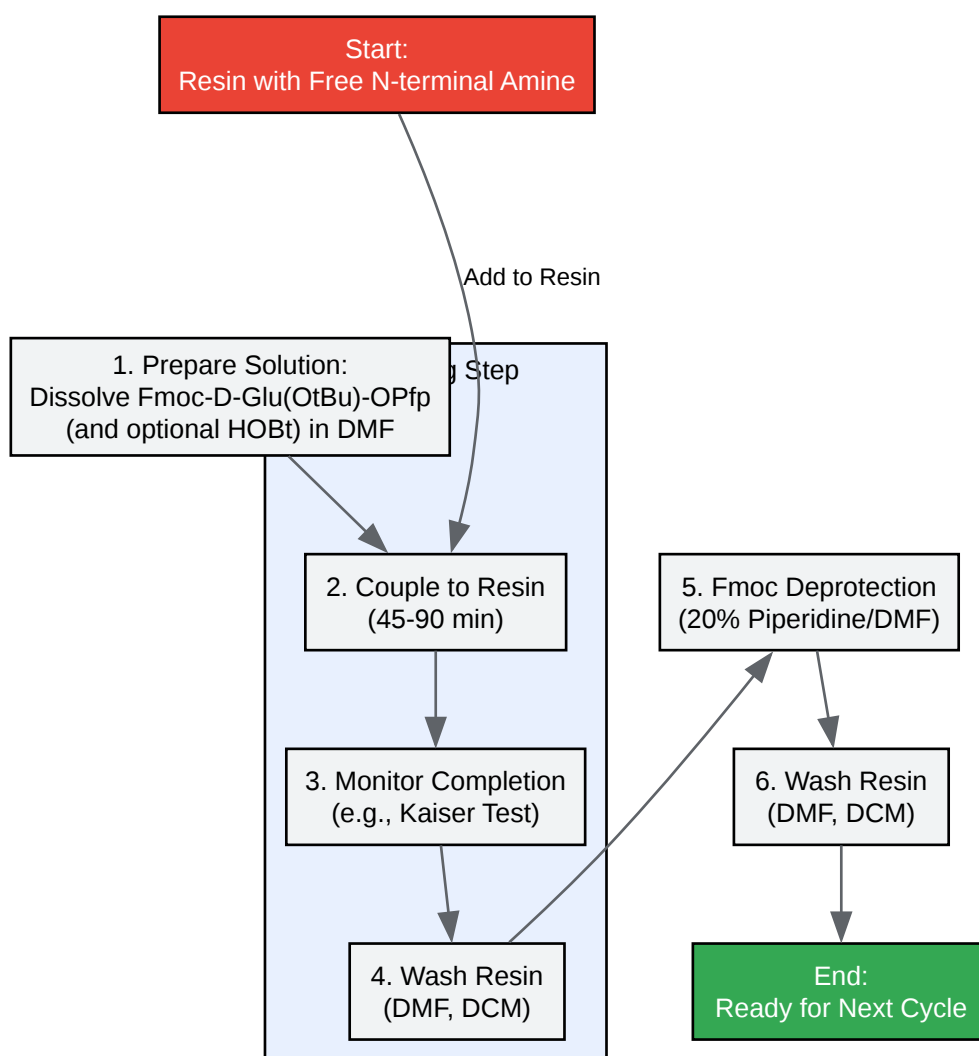 Start:
Resin with Free N-terminal Amine
Add to Resin
1. Prepare Solution:
Dissolve Fmoc-D-Glu(OtBu)-OPfp
(and optional HOBt) in DMF
Step
2. Couple to Resin
(45-90 min)
5. Fmoc Deprotection
(20% Piperidine/DMF)
3. Monitor Completion
(e.g., Kaiser Test)
6. Wash Resin
(DMF, DCM)
4. Wash Resin
(DMF, DCM)
End:
Ready for Next Cycle